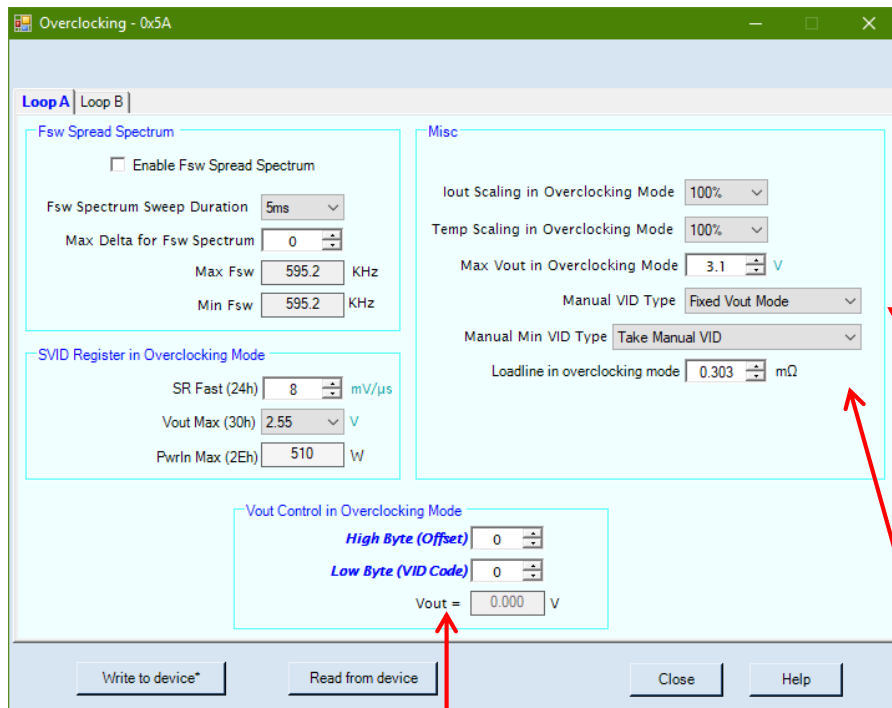 Overclocking - 0x5A
Loop A Loop B
Fsw Spread Spectrum
Enable Fsw Spread Spectrum
Fsw Spectrum Sweep Duration 5ms
Max Delta for Fsw Spectrum 0
Max Fsw 595.2 KHz
Min Fsw 595.2 KHz
SVID Register in Overclocking Mode
SR Fast (24h) 8 mV/µs
Vout Max (30h) 2.55 V
PwrIn Max (2Eh) 510 W
Misc
Iout Scaling in Overclocking Mode 100%
Temp Scaling in Overclocking Mode 100%
Max Vout in Overclocking Mode 3.1 V
Manual VID Type Fixed Vout Mode
Manual Min VID Type Take Manual VID
Loadline in overclocking mode 0.303 mΩ
Vout Control in Overclocking Mode
High Byte (Offset) 0
Low Byte (VID Code) 0
Vout = 0.000 V
Write to device* Read from device Close Help